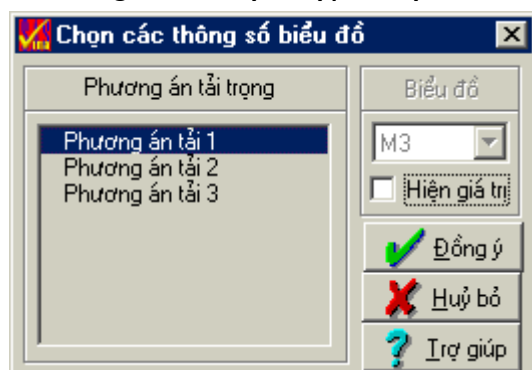 Chọn các thông số biểu đồ
Phương án tải trọng
Biểu đồ
Phương án tải 1
Phương án tải 2
Phương án tải 3
M3
Hiện giá trị
Đồng ý
Huỷ bỏ
Trợ giúp